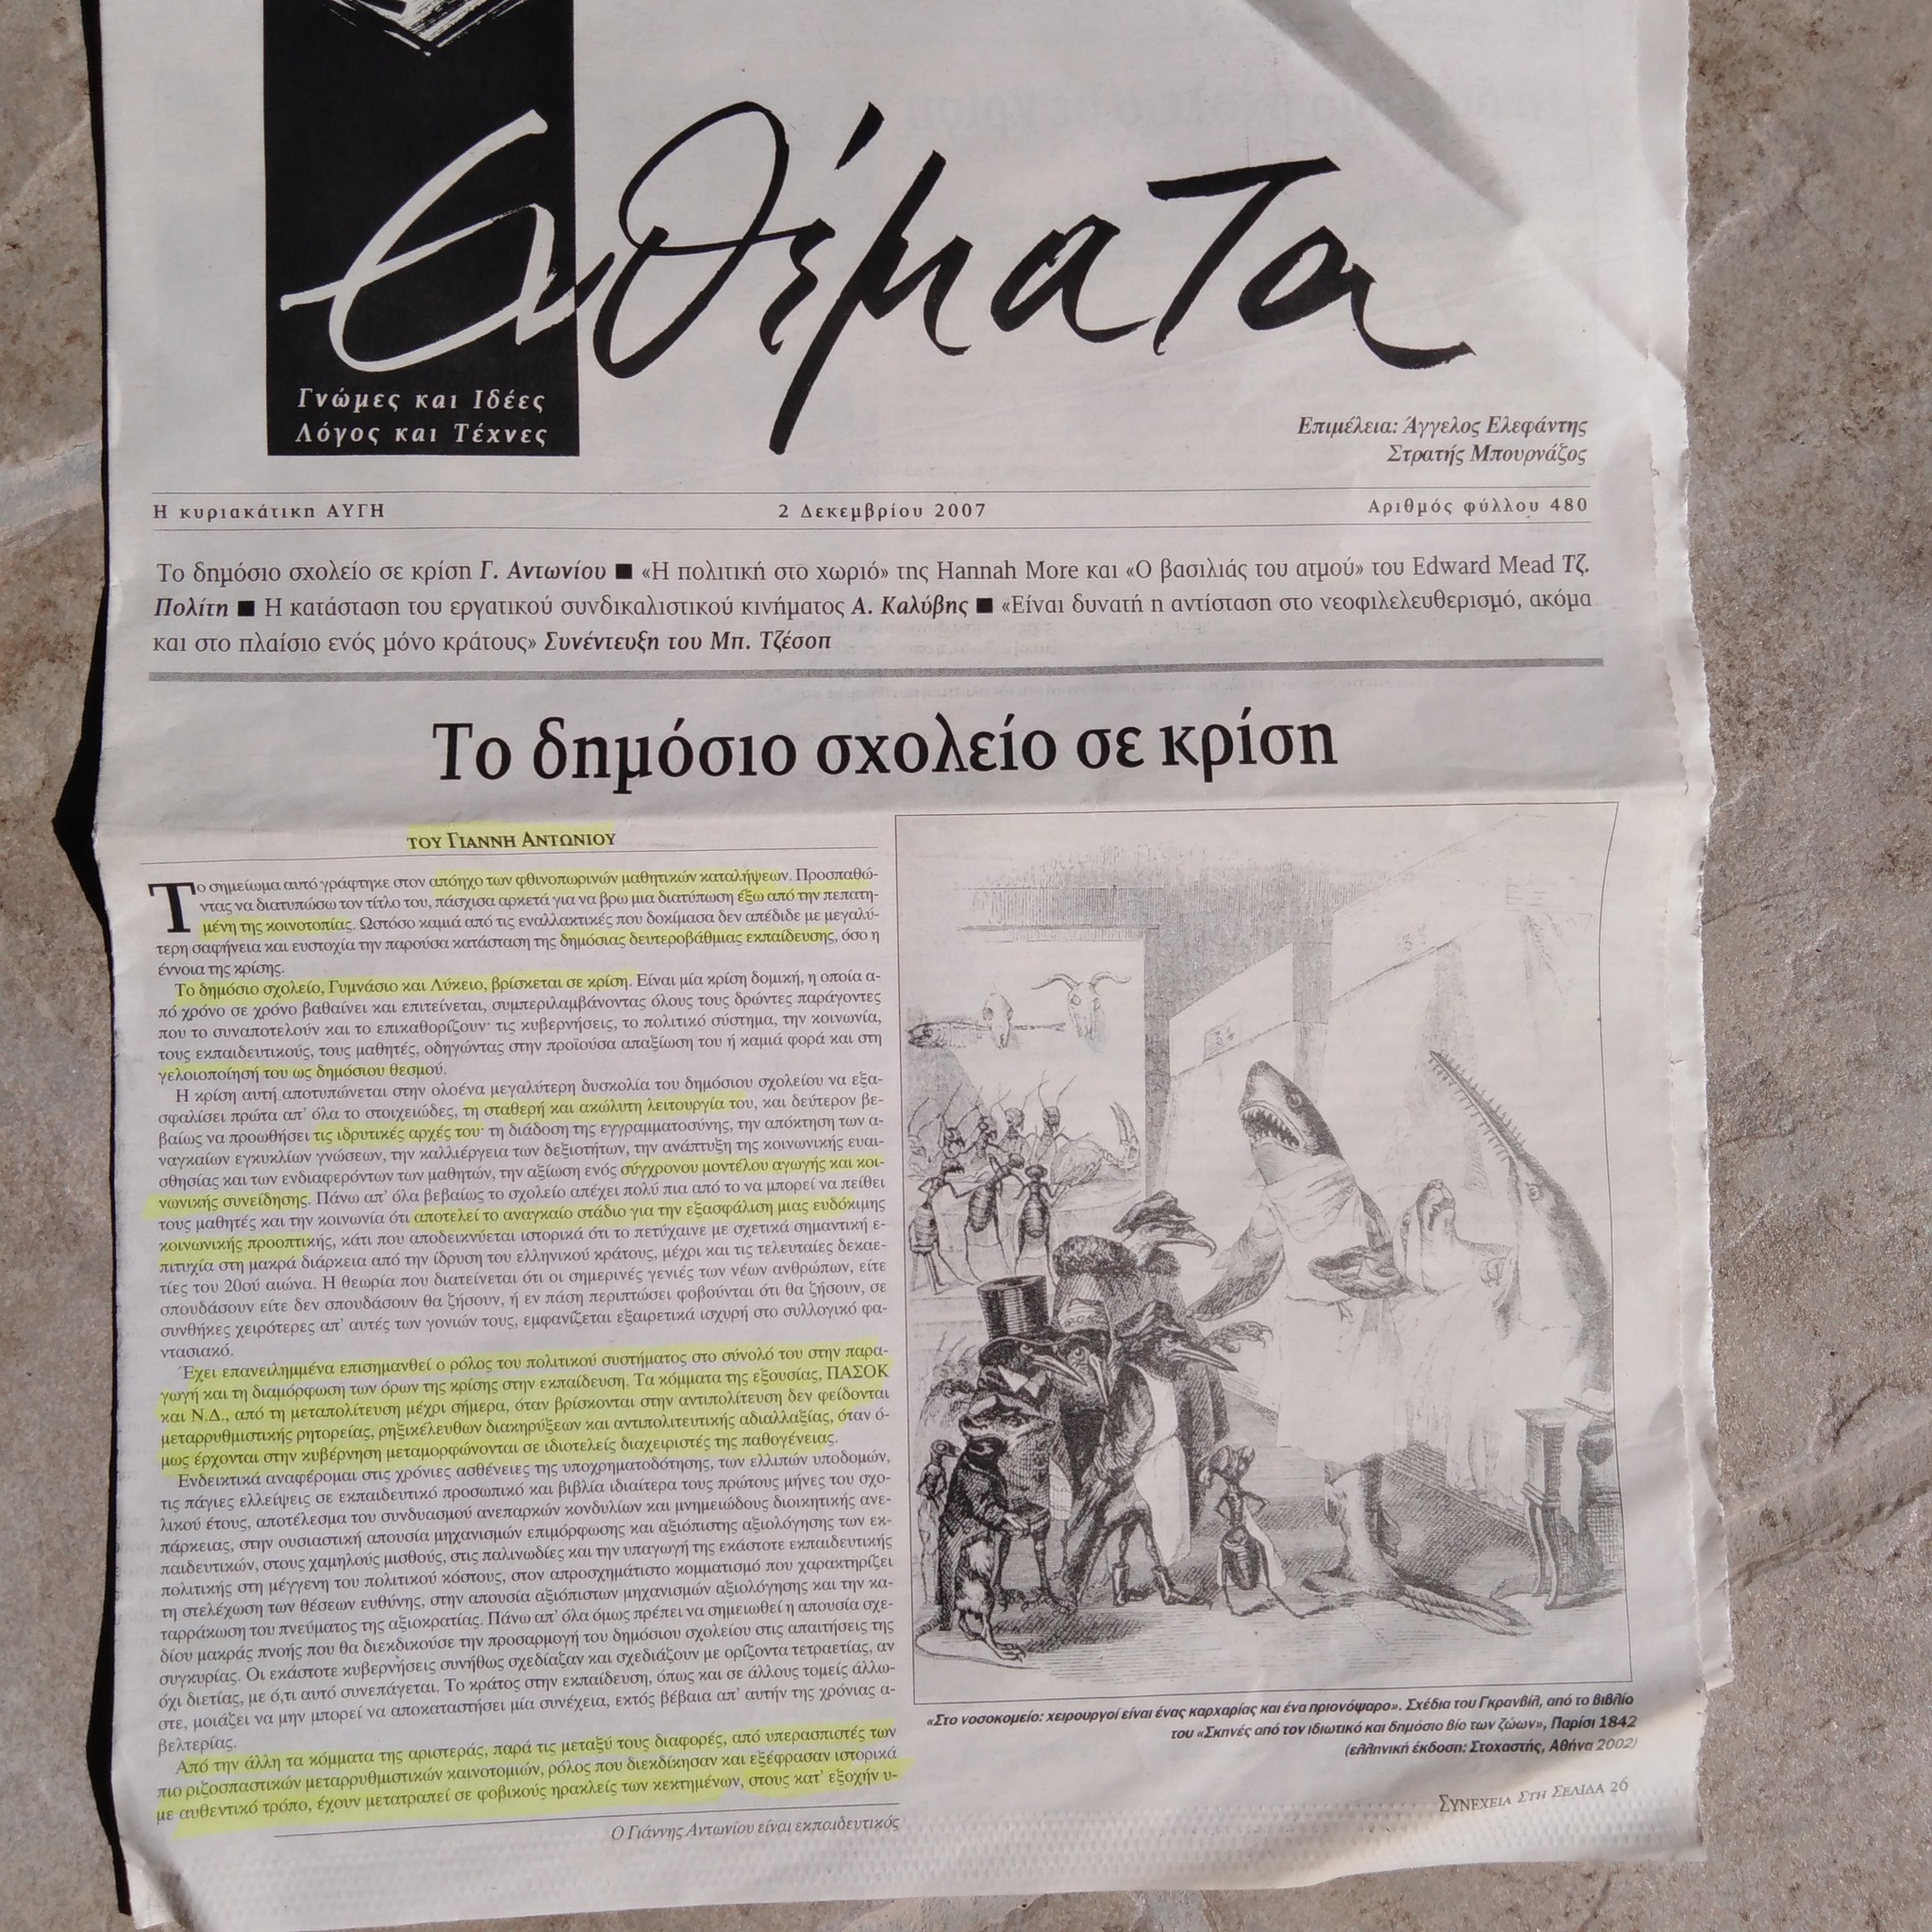 Ενθέματα
Γνώμες και Ιδέες
Λόγος και Τέχνες
Επιμέλεια: Άγγελος Ελεφάντης
Στρατής Μπουρνάζος
Η κυριακάτικη ΑΥΓΗ
2 Δεκεμβρίου 2007
Αριθμός φύλλου 480
Το δημόσιο σχολείο σε κρίση Γ. Αντωνίου ■ «Η πολιτική στο χωριό» της Hannah More και «Ο βασιλιάς του ατμού» του Edward Mead Τζ.
Πολίτη ■ Η κατάσταση του εργατικού συνδικαλιστικού κινήματος Α. Καλύβης ■ «Είναι δυνατή η αντίσταση στο νεοφιλελευθερισμό, ακόμα
και στο πλαίσιο ενός μόνο κράτους» Συνέντευξη του Μπ. Τζέσοπ
Το δημόσιο σχολείο σε κρίση
ΤΟΥ ΓΙΑΝΝΗ ΑΝΤΩΝΙΟΥ
Το σημείωμα αυτό γράφτηκε στον απόηχο των φθινοπωρινών μαθητικών καταλήψεων. Προσπαθώ-
ντας να διατυπώσω τον τίτλο του, πάσχισα αρκετά για να βρω μια διατύπωση έξω από την πεπατη-
μένη της κοινοτοπίας. Ωστόσο καμιά από τις εναλλακτικές που δοκίμασα δεν απέδιδε με μεγαλύ-
τερη σαφήνεια και ευστοχία την παρούσα κατάσταση της δημόσιας δευτεροβάθμιας εκπαίδευσης, όσο η
έννοια της κρίσης.
Το δημόσιο σχολείο, Γυμνάσιο και Λύκειο, βρίσκεται σε κρίση. Είναι μία κρίση δομική, η οποία α-
πό χρόνο σε χρόνο βαθαίνει και επιτείνεται, συμπεριλαμβάνοντας όλους τους δρώντες παράγοντες
που το συναποτελούν και το επικαθορίζουν· τις κυβερνήσεις, το πολιτικό σύστημα, την κοινωνία,
τους εκπαιδευτικούς, τους μαθητές, οδηγώντας στην προϊούσα απαξίωση του ή καμιά φορά και στη
γελοιοποίησή του ως δημόσιου θεσμού.
Η κρίση αυτή αποτυπώνεται στην ολοένα μεγαλύτερη δυσκολία του δημόσιου σχολείου να εξα-
σφαλίσει πρώτα απ' όλα το στοιχειώδες, τη σταθερή και ακώλυτη λειτουργία του, και δεύτερον βε-
βαίως να προωθήσει τις ιδρυτικές αρχές του· τη διάδοση της εγγραμματοσύνης, την απόκτηση των α-
ναγκαίων εγκυκλίων γνώσεων, την καλλιέργεια των δεξιοτήτων, την ανάπτυξη της κοινωνικής ευαι-
σθησίας και των ενδιαφερόντων των μαθητών, την αξίωση ενός σύγχρονου μοντέλου αγωγής και κοι-
νωνικής συνείδησης. Πάνω απ' όλα βεβαίως το σχολείο απέχει πολύ πια από το να μπορεί να πείθει
τους μαθητές και την κοινωνία ότι αποτελεί το αναγκαίο στάδιο για την εξασφάλιση μιας ευδόκιμης
κοινωνικής προοπτικής, κάτι που αποδεικνύεται ιστορικά ότι το πετύχαινε με σχετικά σημαντική ε-
πιτυχία στη μακρά διάρκεια από την ίδρυση του ελληνικού κράτους, μέχρι και τις τελευταίες δεκαε-
τίες του 20ού αιώνα. Η θεωρία που διατείνεται ότι οι σημερινές γενιές των νέων ανθρώπων, είτε
σπουδάσουν είτε δεν σπουδάσουν θα ζήσουν, ή εν πάση περιπτώσει φοβούνται ότι θα ζήσουν, σε
συνθήκες χειρότερες απ' αυτές των γονιών τους, εμφανίζεται εξαιρετικά ισχυρή στο συλλογικό φα-
ντασιακό.
Έχει επανειλημμένα επισημανθεί ο ρόλος του πολιτικού συστήματος στο σύνολό του στην παρα-
γωγή και τη διαμόρφωση των όρων της κρίσης στην εκπαίδευση. Τα κόμματα της εξουσίας, ΠΑΣΟΚ
και Ν.Δ., από τη μεταπολίτευση μέχρι σήμερα, όταν βρίσκονται στην αντιπολίτευση δεν φείδονται
μεταρρυθμιστικής ρητορείας, ρηξικέλευθων διακηρύξεων και αντιπολιτευτικής αδιαλλαξίας, όταν ό-
μως έρχονται στην κυβέρνηση μεταμορφώνονται σε ιδιοτελείς διαχειριστές της παθογένειας.
Ενδεικτικά αναφέρομαι στις χρόνιες ασθένειες της υποχρηματοδότησης, των ελλιπών υποδομών,
τις πάγιες ελλείψεις σε εκπαιδευτικό προσωπικό και βιβλία ιδιαίτερα τους πρώτους μήνες του σχο-
λικού έτους, αποτέλεσμα του συνδυασμού ανεπαρκών κονδυλίων και μνημειώδους διοικητικής ανε-
πάρκειας, στην ουσιαστική απουσία μηχανισμών επιμόρφωσης και αξιόπιστης αξιολόγησης των εκ-
παιδευτικών, στους χαμηλούς μισθούς, στις παλινωδίες και την υπαγωγή της εκάστοτε εκπαιδευτικής
πολιτικής στη μέγγενη του πολιτικού κόστους, στον απροσχημάτιστο κομματισμό που χαρακτηρίζει
τη στελέχωση των θέσεων ευθύνης, στην απουσία αξιόπιστων μηχανισμών αξιολόγησης και την κα-
ταρράκωση του πνεύματος της αξιοκρατίας. Πάνω απ' όλα όμως πρέπει να σημειωθεί η απουσία σχε-
δίου μακράς πνοής που θα διεκδικούσε την προσαρμογή του δημόσιου σχολείου στις απαιτήσεις της
συγκυρίας. Οι εκάστοτε κυβερνήσεις συνήθως σχεδίαζαν και σχεδιάζουν με ορίζοντα τετραετίας, αν
όχι διετίας, με ό,τι αυτό συνεπάγεται. Το κράτος στην εκπαίδευση, όπως και σε άλλους τομείς άλλω-
στε, μοιάζει να μην μπορεί να αποκαταστήσει μία συνέχεια, εκτός βέβαια απ' αυτήν της χρόνιας α-
βελτερίας.
Από την άλλη τα κόμματα της αριστεράς, παρά τις μεταξύ τους διαφορές, από υπερασπιστές των
πιο ριζοσπαστικών μεταρρυθμιστικών καινοτομιών, ρόλος που διεκδίκησαν και εξέφρασαν ιστορικά
με αυθεντικό τρόπο, έχουν μετατραπεί σε φοβικούς ηρακλείς των κεκτημένων, στους κατ' εξοχήν υ-
Ο Γιάννης Αντωνίου είναι εκπαιδευτικός
«Στο νοσοκομείο: χειρουργοί είναι ένας καρχαρίας και ένα πριονόψαρο». Σχέδια του Γκρανβίλ, από το βιβλίο
του «Σκηνές από τον ιδιωτικό και δημόσιο βίο των ζώων», Παρίσι 1842
(ελληνική έκδοση: Στοχαστής, Αθήνα 2002)
ΣΥΝΕΧΕΙΑ ΣΤΗ ΣΕΛΙΔΑ 26